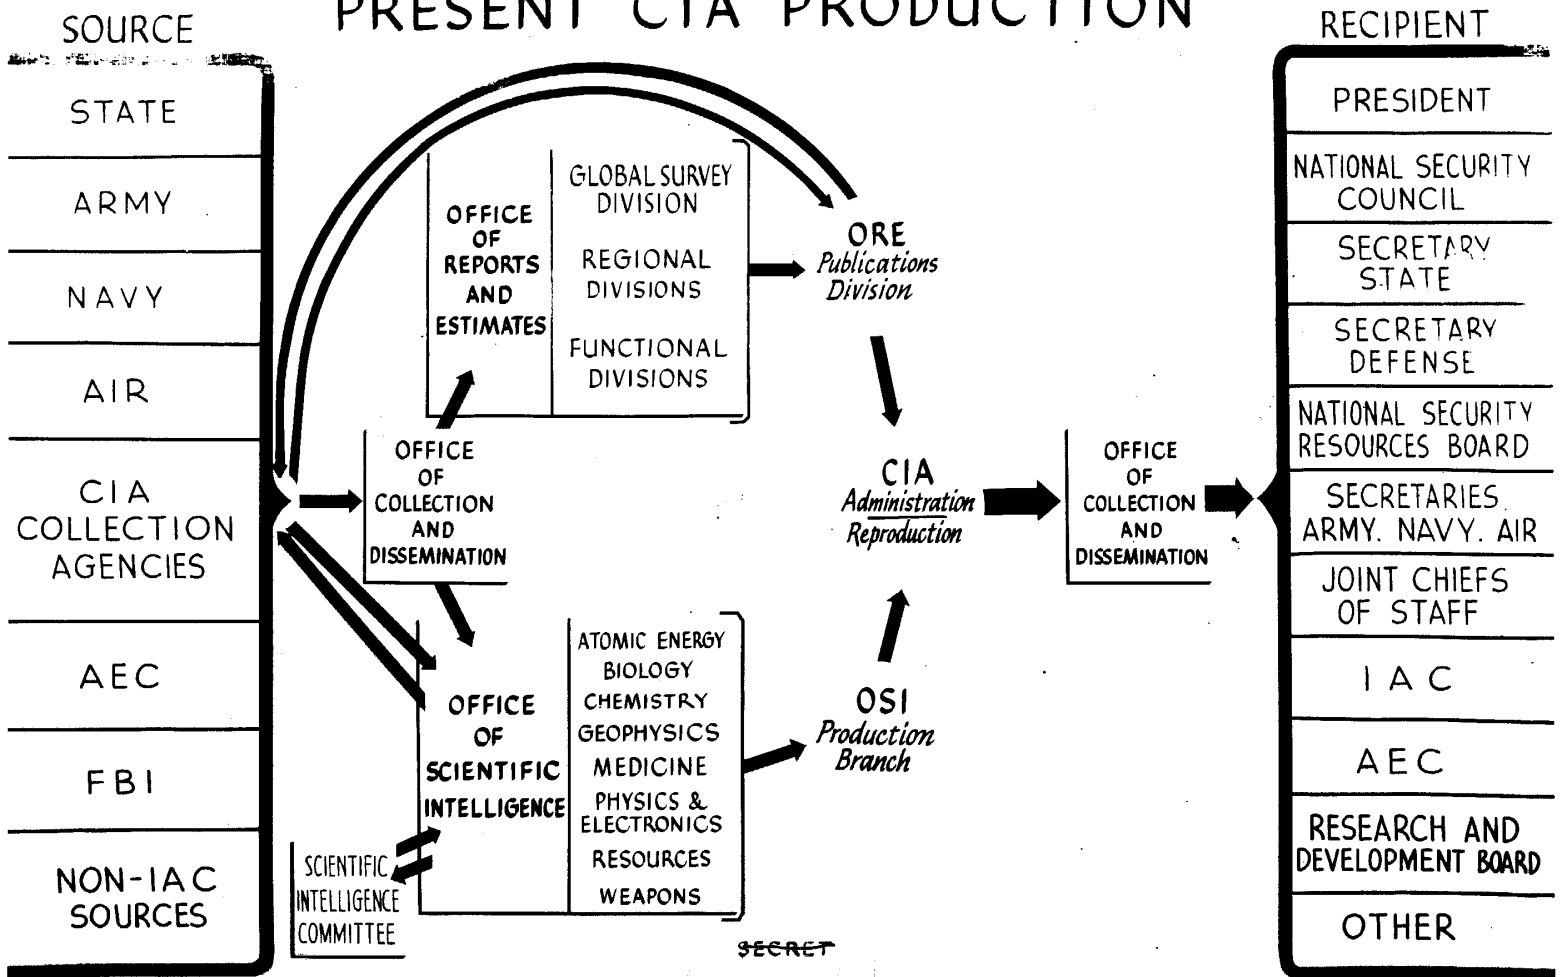 PRESENT CIA PRODUCTION
SOURCE
STATE
ARMY
NAVY
AIR
CIA
COLLECTION
AGENCIES
AEC
FBI
NON-IAC
SOURCES
OFFICE
OF
REPORTS
AND
ESTIMATES
GLOBAL SURVEY
DIVISION
REGIONAL
DIVISIONS
FUNCTIONAL
DIVISIONS
OFFICE
OF
COLLECTION
AND
DISSEMINATION
OFFICE
OF
SCIENTIFIC
INTELLIGENCE
ATOMIC ENERGY
BIOLOGY
CHEMISTRY
GEOPHYSICS
MEDICINE
PHYSICS &
ELECTRONICS
RESOURCES
WEAPONS
SCIENTIFIC
INTELLIGENCE
COMMITTEE
ORE
Publications
Division
CIA
Administration
Reproduction
OSI
Production
Branch
OFFICE
OF
COLLECTION
AND
DISSEMINATION
RECIPIENT
PRESIDENT
NATIONAL SECURITY
COUNCIL
SECRETARY
STATE
SECRETARY
DEFENSE
NATIONAL SECURITY
RESOURCES BOARD
SECRETARIES
ARMY. NAVY. AIR
JOINT CHIEFS
OF STAFF
IAC
AEC
RESEARCH AND
DEVELOPMENT BOARD
OTHER
SECRET